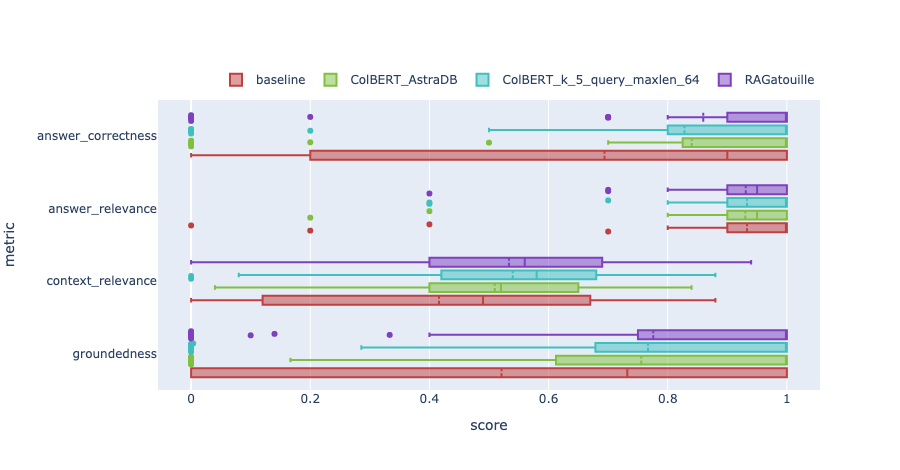 baseline ColBERT_AstraDB ColBERT_k_5_query_maxlen_64 RAGatouille
answer_correctness
answer_relevance
metric
context_relevance
groundedness
0 0.2 0.4 0.6 0.8 1
score